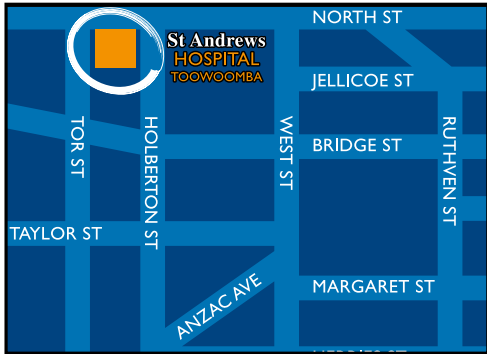 NORTH ST
St Andrews
HOSPITAL
TOOWOOMBA
JELLICOE ST
TOR ST
HOLBERTON ST
WEST ST
BRIDGE ST
RUTHVEN ST
TAYLOR ST
ANZAC AVE
MARGARET ST